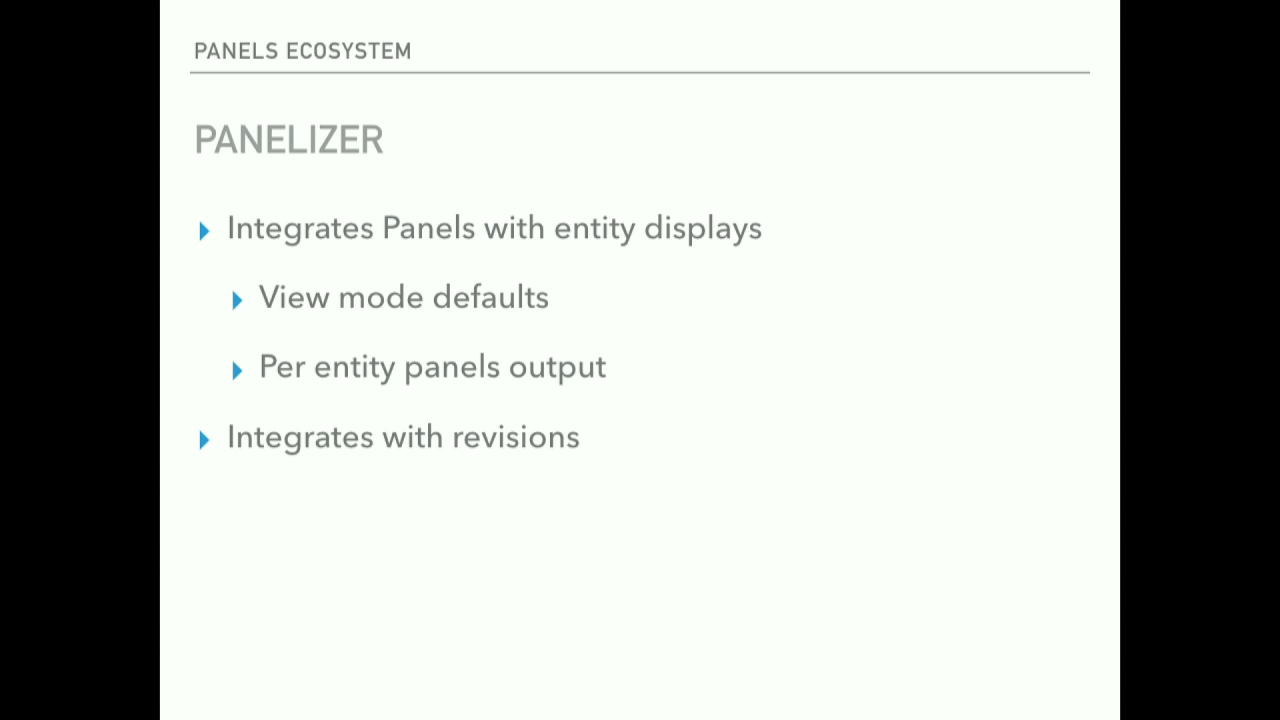 PANELS ECOSYSTEM
PANELIZER
Integrates Panels with entity displays
View mode defaults
Per entity panels output
Integrates with revisions